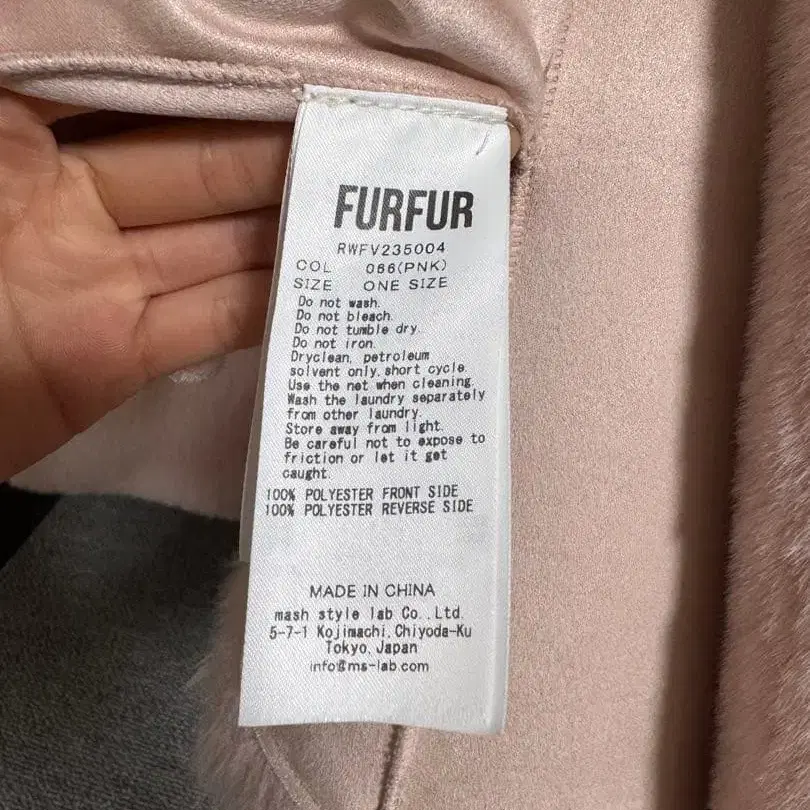 FURFUR
RWFV235004
COL 066(PNK)
SIZE ONE SIZE
Do not wash.
Do not bleach.
Do not tumble dry.
Do not iron.
Dryclean, petroleum
solvent only, short cycle.
Use the net when cleaning.
Wash the laundry separately
from other laundry.
Store away from light.
Be careful not to expose to
friction or let it get
caught.
100% POLYESTER FRONT SIDE
100% POLYESTER REVERSE SIDE
MADE IN CHINA
mash style lab Co.,Ltd.
5-7-1 Kojimachi,Chiyoda-Ku
Tokyo,Japan
info@ms-lab.com